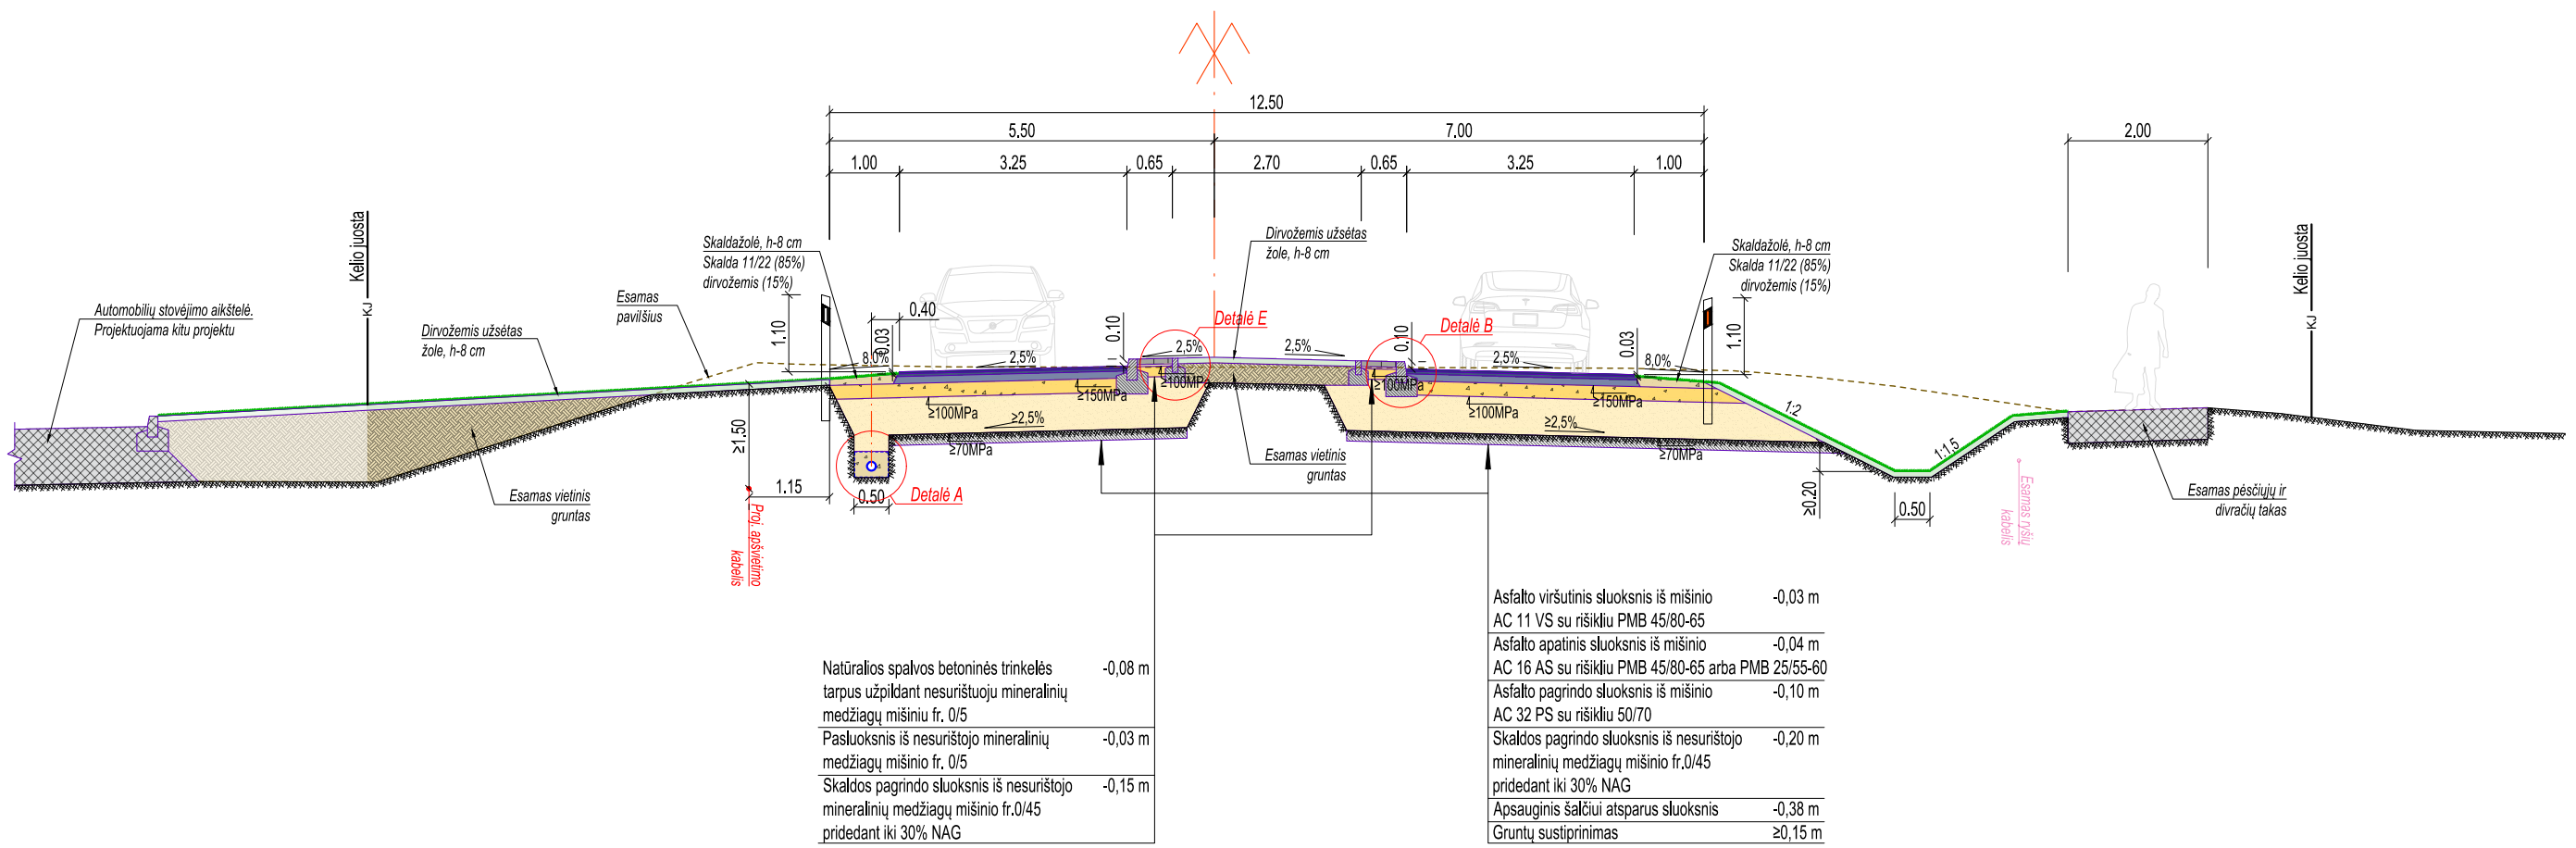 12.50
5.50
7.00
2.00
1.00
3.25
0.65
2.70
0.65
3.25
1.00
Kelio juosta
KJ
Kelio juosta
KJ
Automobilių stovėjimo aikštelė.
Projektuojama kitu projektu
Dirvožemis užsėtas
žole, h-8 cm
Esamas
paviršius
Skaldažolė, h-8 cm
Skalda 11/22 (85%)
dirvožemis (15%)
Dirvožemis užsėtas
žole, h-8 cm
Skaldažolė, h-8 cm
Skalda 11/22 (85%)
dirvožemis (15%)
1.10
0.40
0.03
8,0%
2,5%
0.10
2,5%
Detalė E
2,5%
0.10
Detalė B
2,5%
0.03
8,0%
1.10
≥100MPa
≥150MPa
≥100MPa
≥2,5%
≥70MPa
≥100MPa
≥150MPa
≥100MPa
≥2,5%
≥70MPa
1:2
1:1,5
≥1.50
1.15
0.50
Detalė A
Esamas vietinis
gruntas
Esamas vietinis
gruntas
≥0.20
0.50
Proj. apšvietimo
kabelis
Esamas ryšių
kabelis
Esamas pėsčiųjų ir
dviračių takas
Natūralios spalvos betoninės trinkelės -0,08 m
tarpus užpildant nesurištuoju mineralinių
medžiagų mišiniu fr. 0/5
Pasluoksnis iš nesurištojo mineralinių -0,03 m
medžiagų mišinio fr. 0/5
Skaldos pagrindo sluoksnis iš nesurištojo -0,15 m
mineralinių medžiagų mišinio fr.0/45
pridedant iki 30% NAG
Asfalto viršutinis sluoksnis iš mišinio -0,03 m
AC 11 VS su rišikliu PMB 45/80-65
Asfalto apatinis sluoksnis iš mišinio -0,04 m
AC 16 AS su rišikliu PMB 45/80-65 arba PMB 25/55-60
Asfalto pagrindo sluoksnis iš mišinio -0,10 m
AC 32 PS su rišikliu 50/70
Skaldos pagrindo sluoksnis iš nesurištojo -0,20 m
mineralinių medžiagų mišinio fr.0/45
pridedant iki 30% NAG
Apsauginis šalčiui atsparus sluoksnis -0,38 m
Gruntų sustiprinimas ≥0,15 m